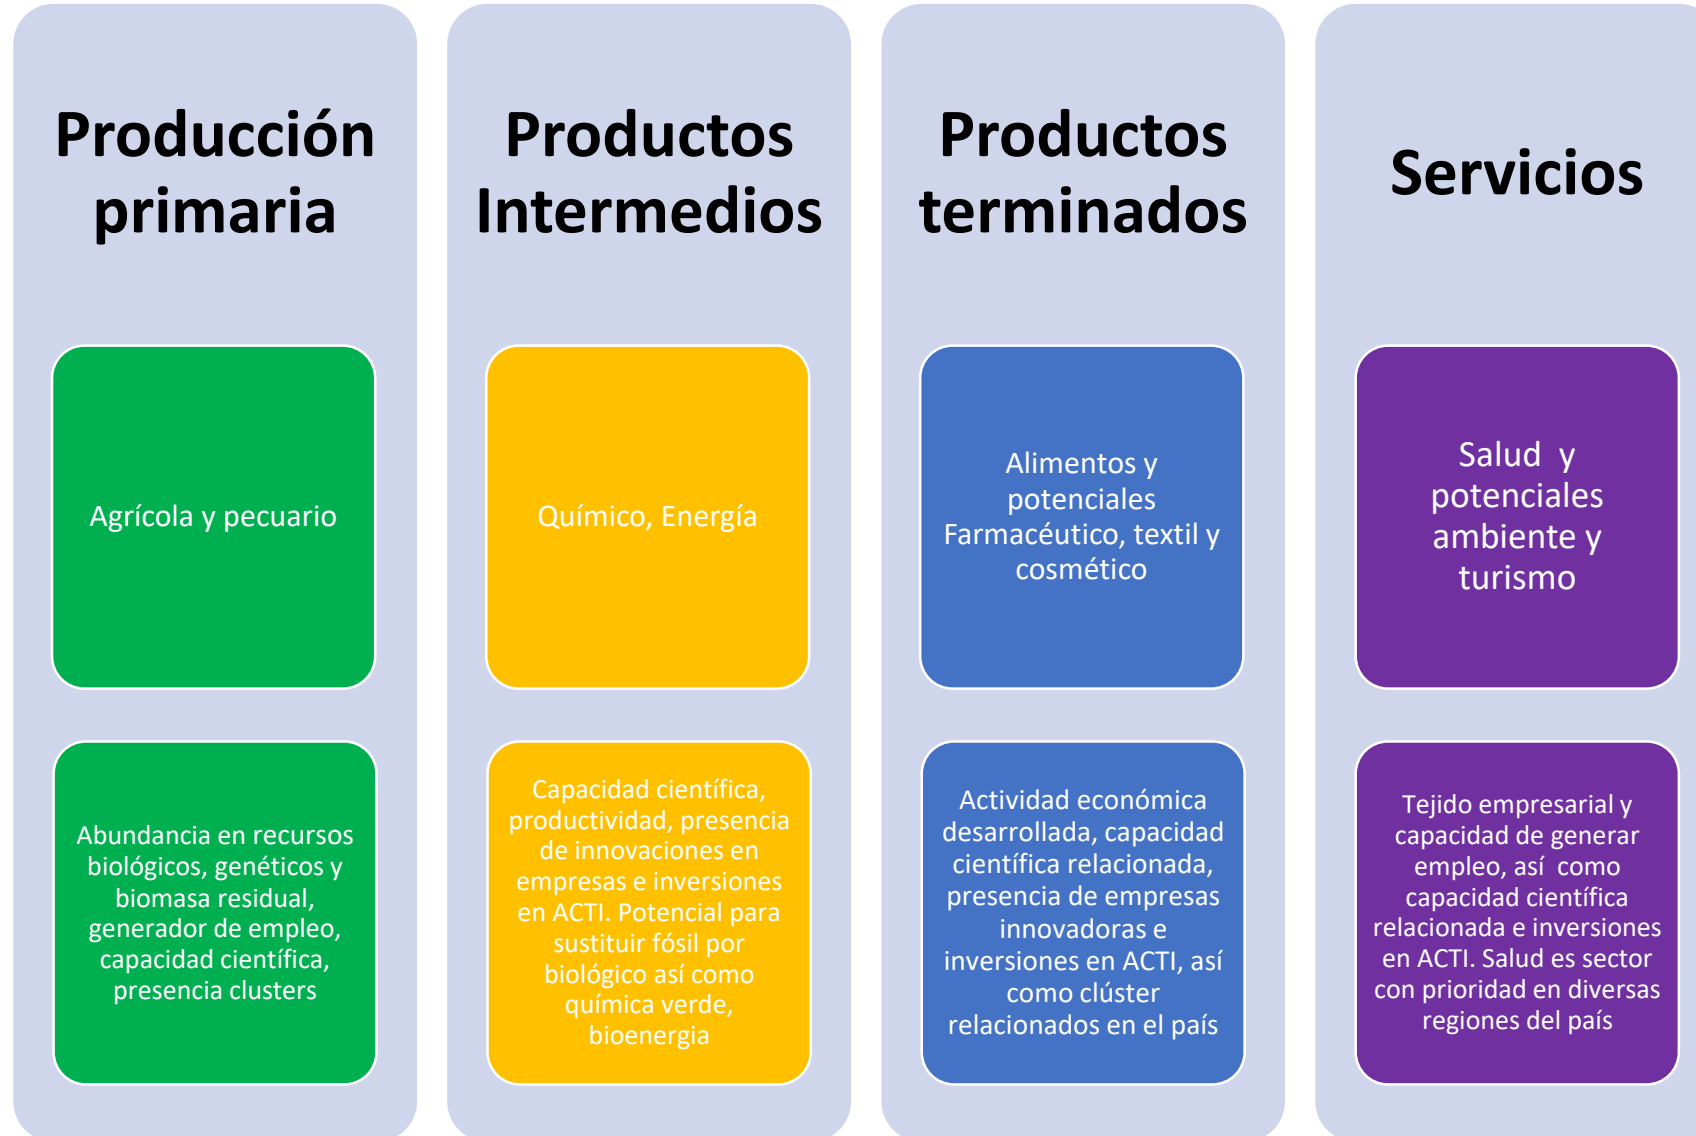 Producción
primaria
Agrícola y pecuario
Abundancia en recursos
biológicos, genéticos y
biomasa residual,
generador de empleo,
capacidad científica,
presencia clusters
Productos
Intermedios
Químico, Energía
Capacidad científica,
productividad, presencia
de innovaciones en
empresas e inversiones
en ACTI. Potencial para
sustituir fósil por
biológico así como
química verde,
bioenergia
Productos
terminados
Alimentos y
potenciales
Farmacéutico, textil y
cosmético
Actividad económica
desarrollada, capacidad
científica relacionada,
presencia de empresas
innovadoras e
inversiones en ACTI, así
como clúster
relacionados en el país
Servicios
Salud  y
potenciales
ambiente y
turismo
Tejido empresarial y
capacidad de generar
empleo, así  como
capacidad científica
relacionada e inversiones
en ACTI. Salud es sector
con prioridad en diversas
regiones del país